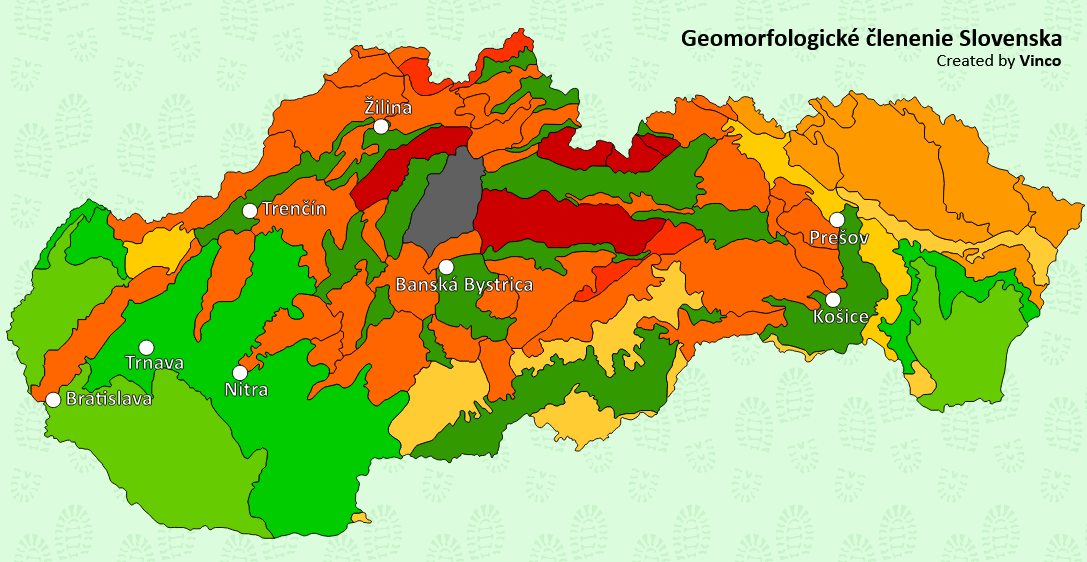 Geomorfologické členenie Slovenska
Created by Vinco
Žilina
Trenčín
Prešov
Banská Bystrica
Košice
Trnava
Nitra
Bratislava